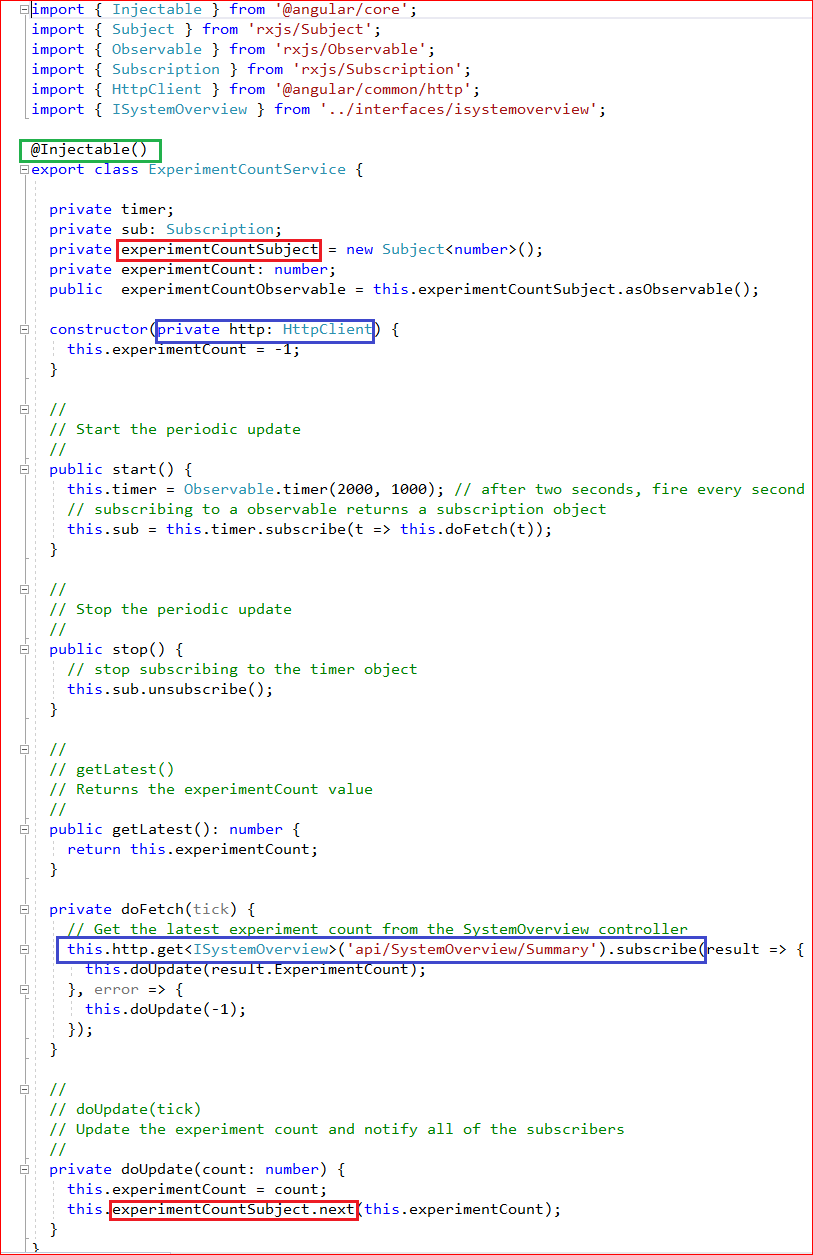 import { Injectable } from '@angular/core';
import { Subject } from 'rxjs/Subject';
import { Observable } from 'rxjs/Observable';
import { Subscription } from 'rxjs/Subscription';
import { HttpClient } from '@angular/common/http';
import { ISystemOverview } from '../interfaces/isystemoverview';
@Injectable()
export class ExperimentCountService {
private timer;
private sub: Subscription;
private experimentCountSubject = new Subject<number>();
private experimentCount: number;
public  experimentCountObservable = this.experimentCountSubject.asObservable();
constructor(private http: HttpClient) {
this.experimentCount = -1;
}
//
// Start the periodic update
//
public start() {
this.timer = Observable.timer(2000, 1000); // after two seconds, fire every second
// subscribing to a observable returns a subscription object
this.sub = this.timer.subscribe(t => this.doFetch(t));
}
//
// Stop the periodic update
//
public stop() {
// stop subscribing to the timer object
this.sub.unsubscribe();
}
//
// getLatest()
// Returns the experimentCount value
//
public getLatest(): number {
return this.experimentCount;
}
private doFetch(tick) {
// Get the latest experiment count from the SystemOverview controller
this.http.get<ISystemOverview>('api/SystemOverview/Summary').subscribe(result => {
this.doUpdate(result.ExperimentCount);
}, error => {
this.doUpdate(-1);
});
}
//
// doUpdate(tick)
// Update the experiment count and notify all of the subscribers
//
private doUpdate(count: number) {
this.experimentCount = count;
this.experimentCountSubject.next(this.experimentCount);
}
}